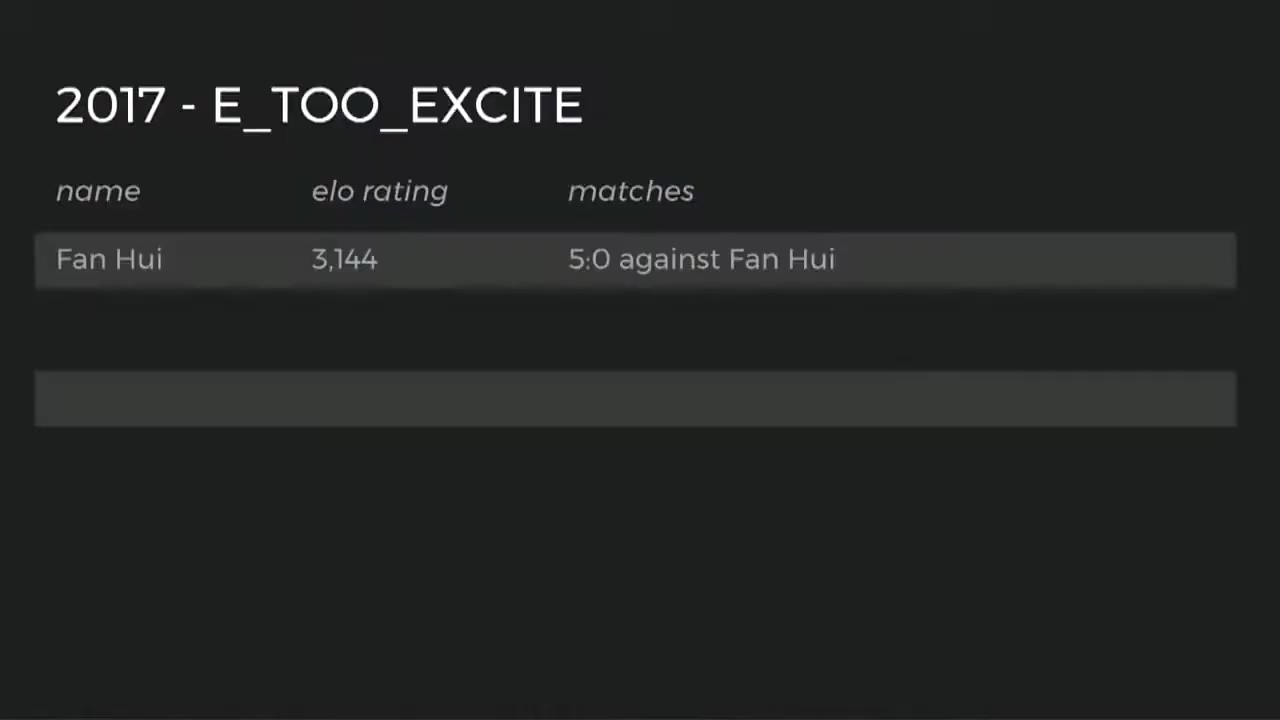 2017 - E_TOO_EXCITE
name elo rating matches
Fan Hui 3,144 5:0 against Fan Hui